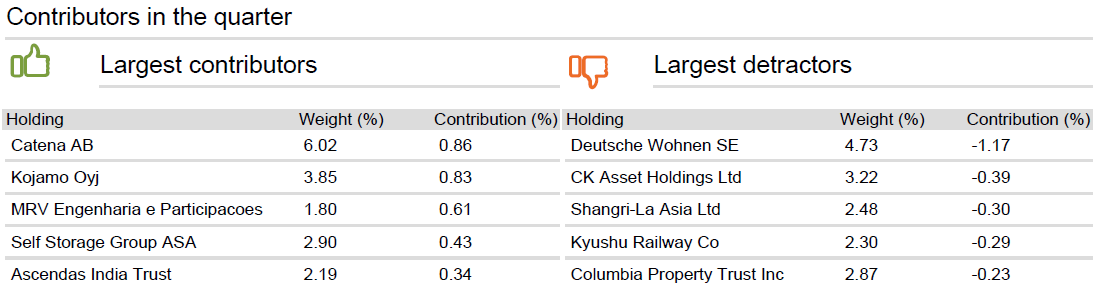 Contributors in the quarter
Largest contributors
Largest detractors
Holding Weight (%) Contribution (%) Holding Weight (%) Contribution (%)
Catena AB 6.02 0.86 Deutsche Wohnen SE 4.73 -1.17
Kojamo Oyj 3.85 0.83 CK Asset Holdings Ltd 3.22 -0.39
MRV Engenharia e Participacoes 1.80 0.61 Shangri-La Asia Ltd 2.48 -0.30
Self Storage Group ASA 2.90 0.43 Kyushu Railway Co 2.30 -0.29
Ascendas India Trust 2.19 0.34 Columbia Property Trust Inc 2.87 -0.23